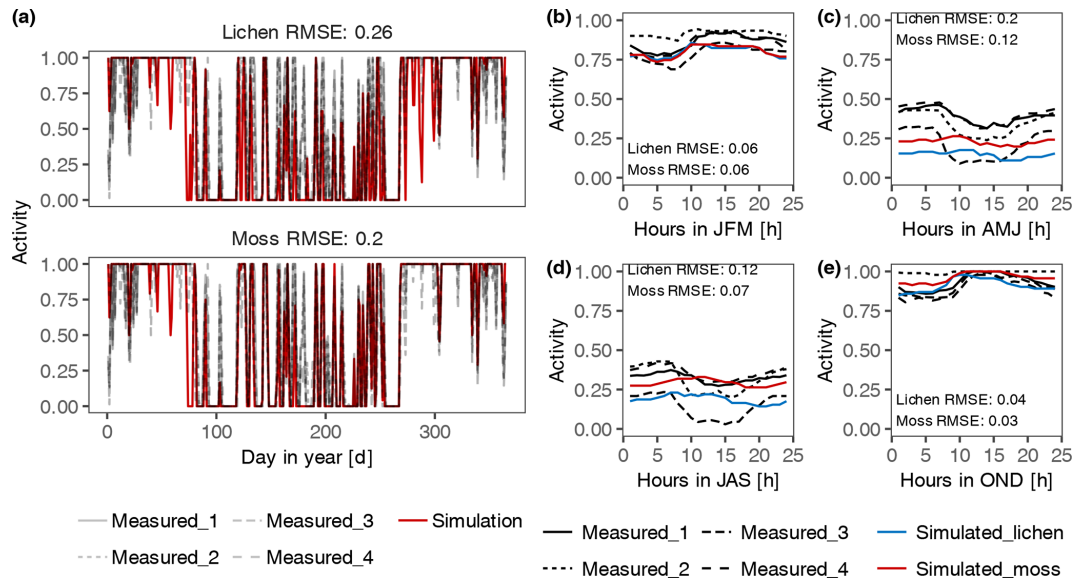 (a)
Lichen RMSE: 0.26
1.00
0.75
0.50
0.25
0.00
Moss RMSE: 0.2
1.00
0.75
0.50
0.25
0.00
Activity
0 100 200 300
Day in year [d]
Measured_1 Measured_3 Simulation
Measured_2 Measured_4
(b)
1.00
0.75
0.50
0.25
0.00
Activity
Lichen RMSE: 0.06
Moss RMSE: 0.06
0 5 10 15 20 25
Hours in JFM [h]
(c)
Lichen RMSE: 0.2
Moss RMSE: 0.12
1.00
0.75
0.50
0.25
0.00
Activity
0 5 10 15 20 25
Hours in AMJ [h]
(d)
Lichen RMSE: 0.12
Moss RMSE: 0.07
1.00
0.75
0.50
0.25
0.00
Activity
0 5 10 15 20 25
Hours in JAS [h]
(e)
1.00
0.75
0.50
0.25
0.00
Activity
Lichen RMSE: 0.04
Moss RMSE: 0.03
0 5 10 15 20 25
Hours in OND [h]
Measured_1 Measured_3 Simulated_lichen
Measured_2 Measured_4 Simulated_moss